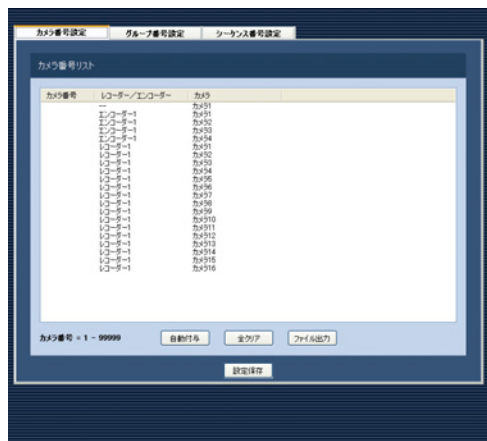 カメラ番号設定 グループ番号設定 シーケンス番号設定
カメラ番号リスト
カメラ番号 レコーダー/エンコーダー カメラ
--- カメラ1
エンコーダー1 カメラ1
エンコーダー1 カメラ2
エンコーダー1 カメラ3
エンコーダー1 カメラ4
レコーダー1 カメラ1
レコーダー1 カメラ2
レコーダー1 カメラ3
レコーダー1 カメラ4
レコーダー1 カメラ5
レコーダー1 カメラ6
レコーダー1 カメラ7
レコーダー1 カメラ8
レコーダー1 カメラ9
レコーダー1 カメラ10
レコーダー1 カメラ11
レコーダー1 カメラ12
レコーダー1 カメラ13
レコーダー1 カメラ14
レコーダー1 カメラ15
レコーダー1 カメラ16
カメラ番号 = 1 - 99999 自動付与 全クリア ファイル出力
設定保存